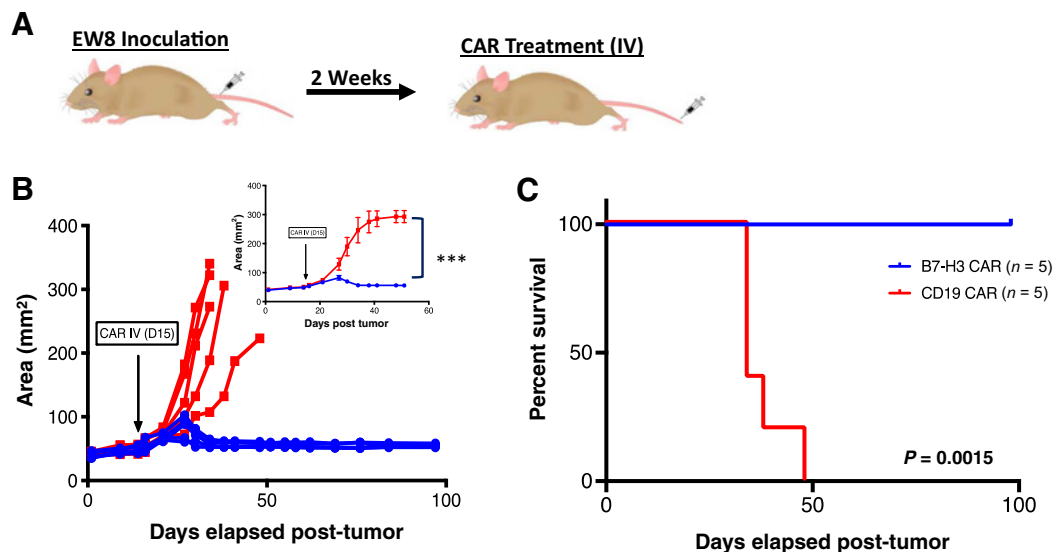 A
EW8 Inoculation
2 Weeks
CAR Treatment (IV)
B
Area (mm²)
400
300
200
100
0
0
50
100
Days elapsed post-tumor
CAR IV (D15)
Area (mm²)
400
300
200
100
0
0
20
40
60
Days post tumor
CAR IV (D15)
***
C
Percent survival
100
50
0
0
50
100
Days elapsed post-tumor
B7-H3 CAR (n = 5)
CD19 CAR (n = 5)
P = 0.0015